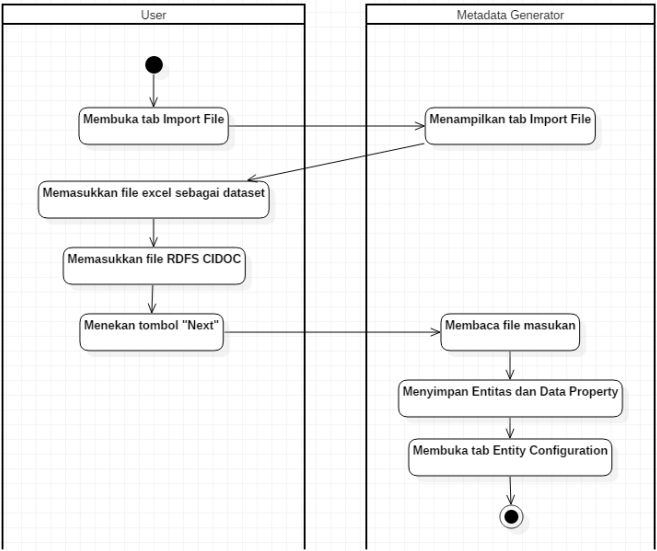 User
Metadata Generator
Membuka tab Import File
Menampilkan tab Import File
Memasukkan file excel sebagai dataset
Memasukkan file RDFS CIDOC
Menekan tombol "Next"
Membaca file masukan
Menyimpan Entitas dan Data Property
Membuka tab Entity Configuration